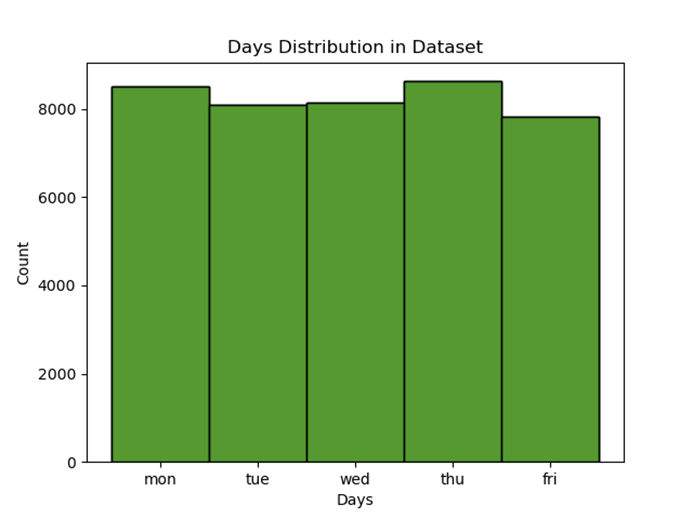 Days Distribution in Dataset
8000
6000
4000
2000
0
Count
mon tue wed thu fri
Days